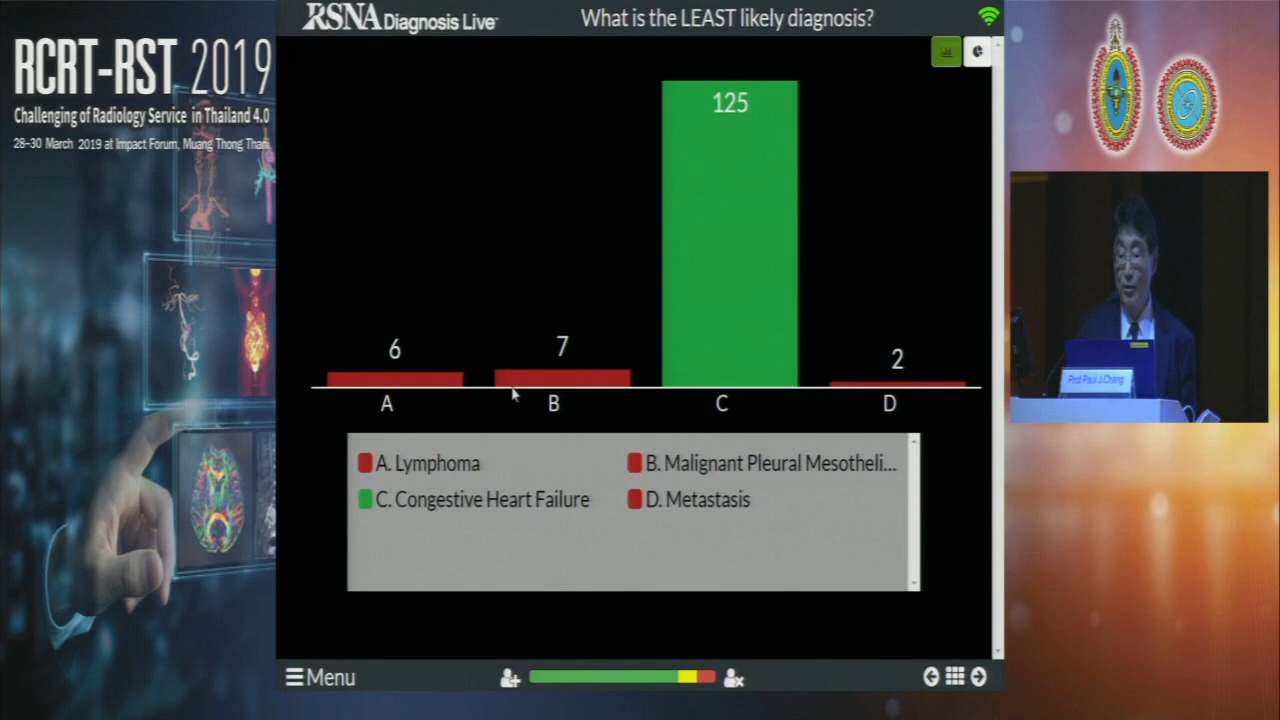 RCRT-RST 2019
Challenging of Radiology Service in Thailand 4.0
28-30 March 2019 at Impact Forum, Muang Thong Thani
RSNA Diagnosis Live™
What is the LEAST likely diagnosis?
125
6
7
2
A
B
C
D
A. Lymphoma
B. Malignant Pleural Mesotheli...
C. Congestive Heart Failure
D. Metastasis
Menu
Prof Paul J.Chang